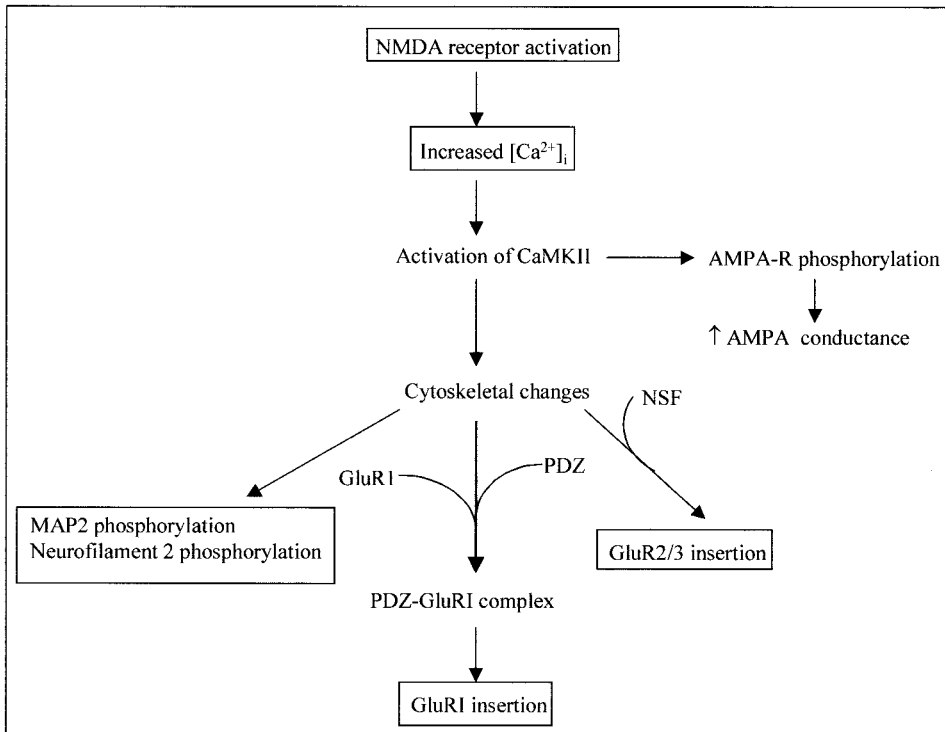 NMDA receptor activation
Increased [Ca²⁺]ᵢ
Activation of CaMKII
AMPA-R phosphorylation
↑ AMPA conductance
Cytoskeletal changes
NSF
GluR1
PDZ
MAP2 phosphorylation
Neurofilament 2 phosphorylation
GluR2/3 insertion
PDZ-GluRI complex
GluRI insertion